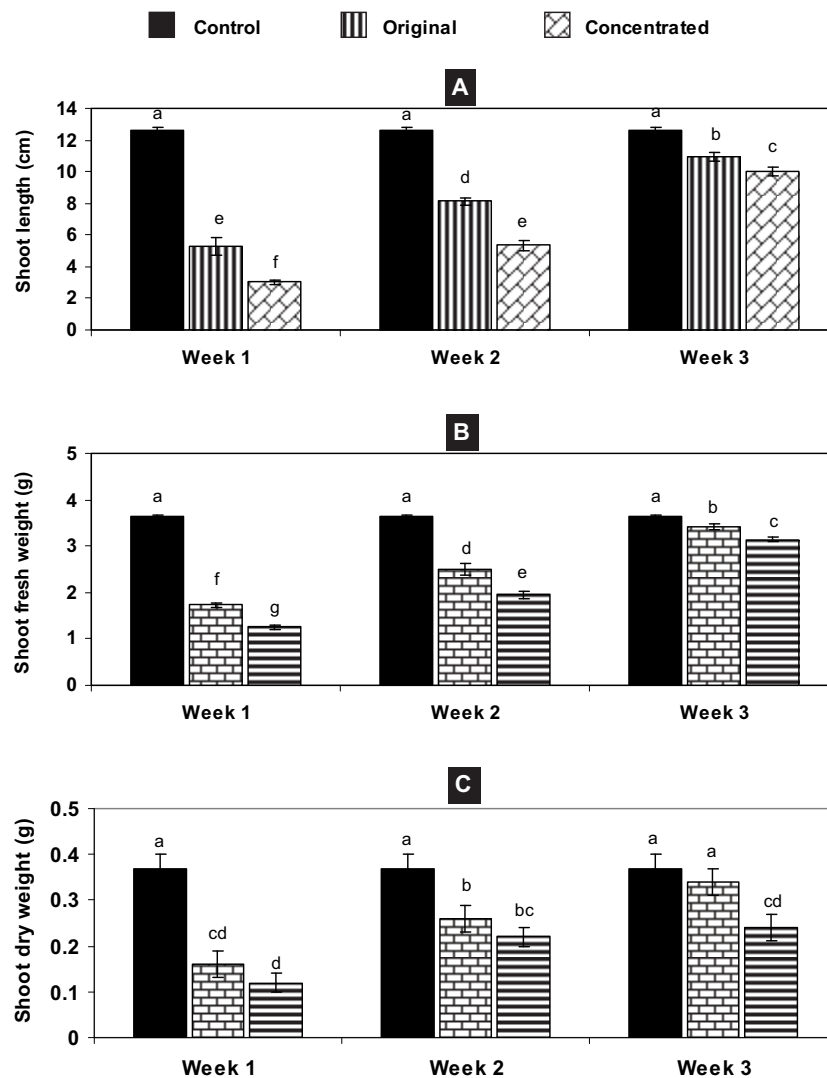 Control Original Concentrated
A
Shoot length (cm)
14
12
10
8
6
4
2
0
a e f a d e a b c
Week 1 Week 2 Week 3
B
Shoot fresh weight (g)
5
4
3
2
1
0
a f g a d e a b c
Week 1 Week 2 Week 3
C
Shoot dry weight (g)
0.5
0.4
0.3
0.2
0.1
0
a cd d a b bc a a cd
Week 1 Week 2 Week 3